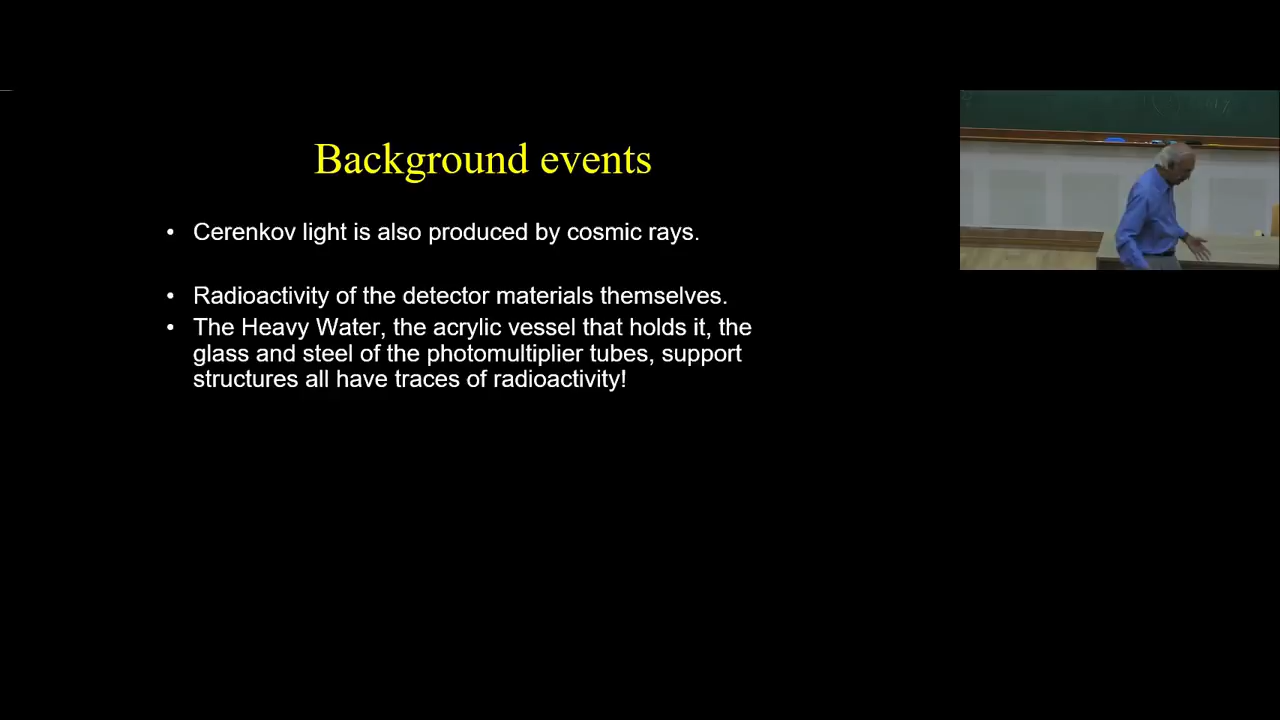 Background events
• Cerenkov light is also produced by cosmic rays.
• Radioactivity of the detector materials themselves.
• The Heavy Water, the acrylic vessel that holds it, the
glass and steel of the photomultiplier tubes, support
structures all have traces of radioactivity!